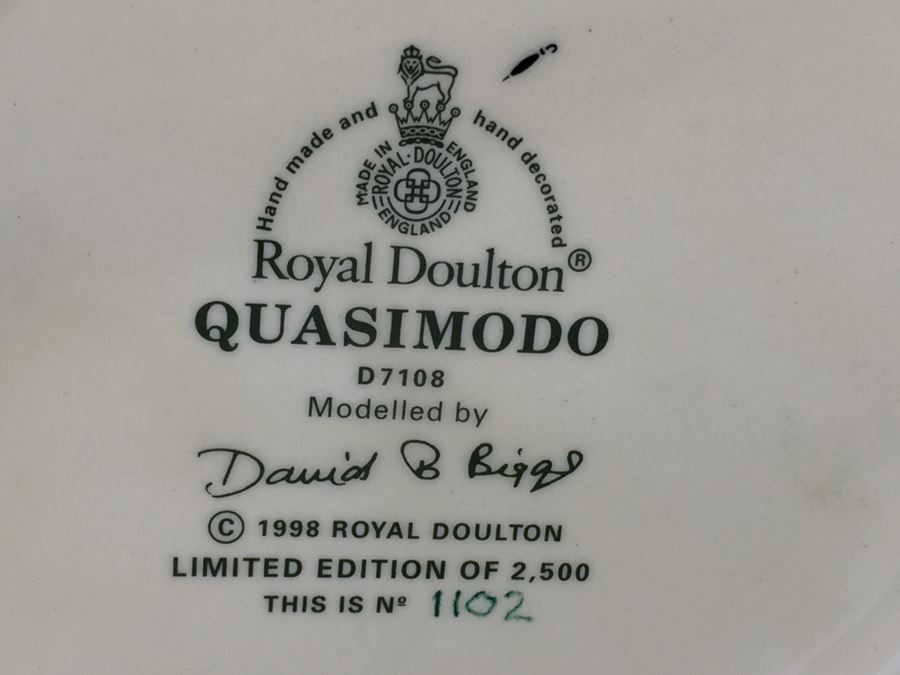 Hand made and hand decorated
MADE IN ENGLAND
ROYAL·DOULTON
ENGLAND
Royal Doulton®
QUASIMODO
D7108
Modelled by
David B Biggs
© 1998 ROYAL DOULTON
LIMITED EDITION OF 2,500
THIS IS Nº 1102